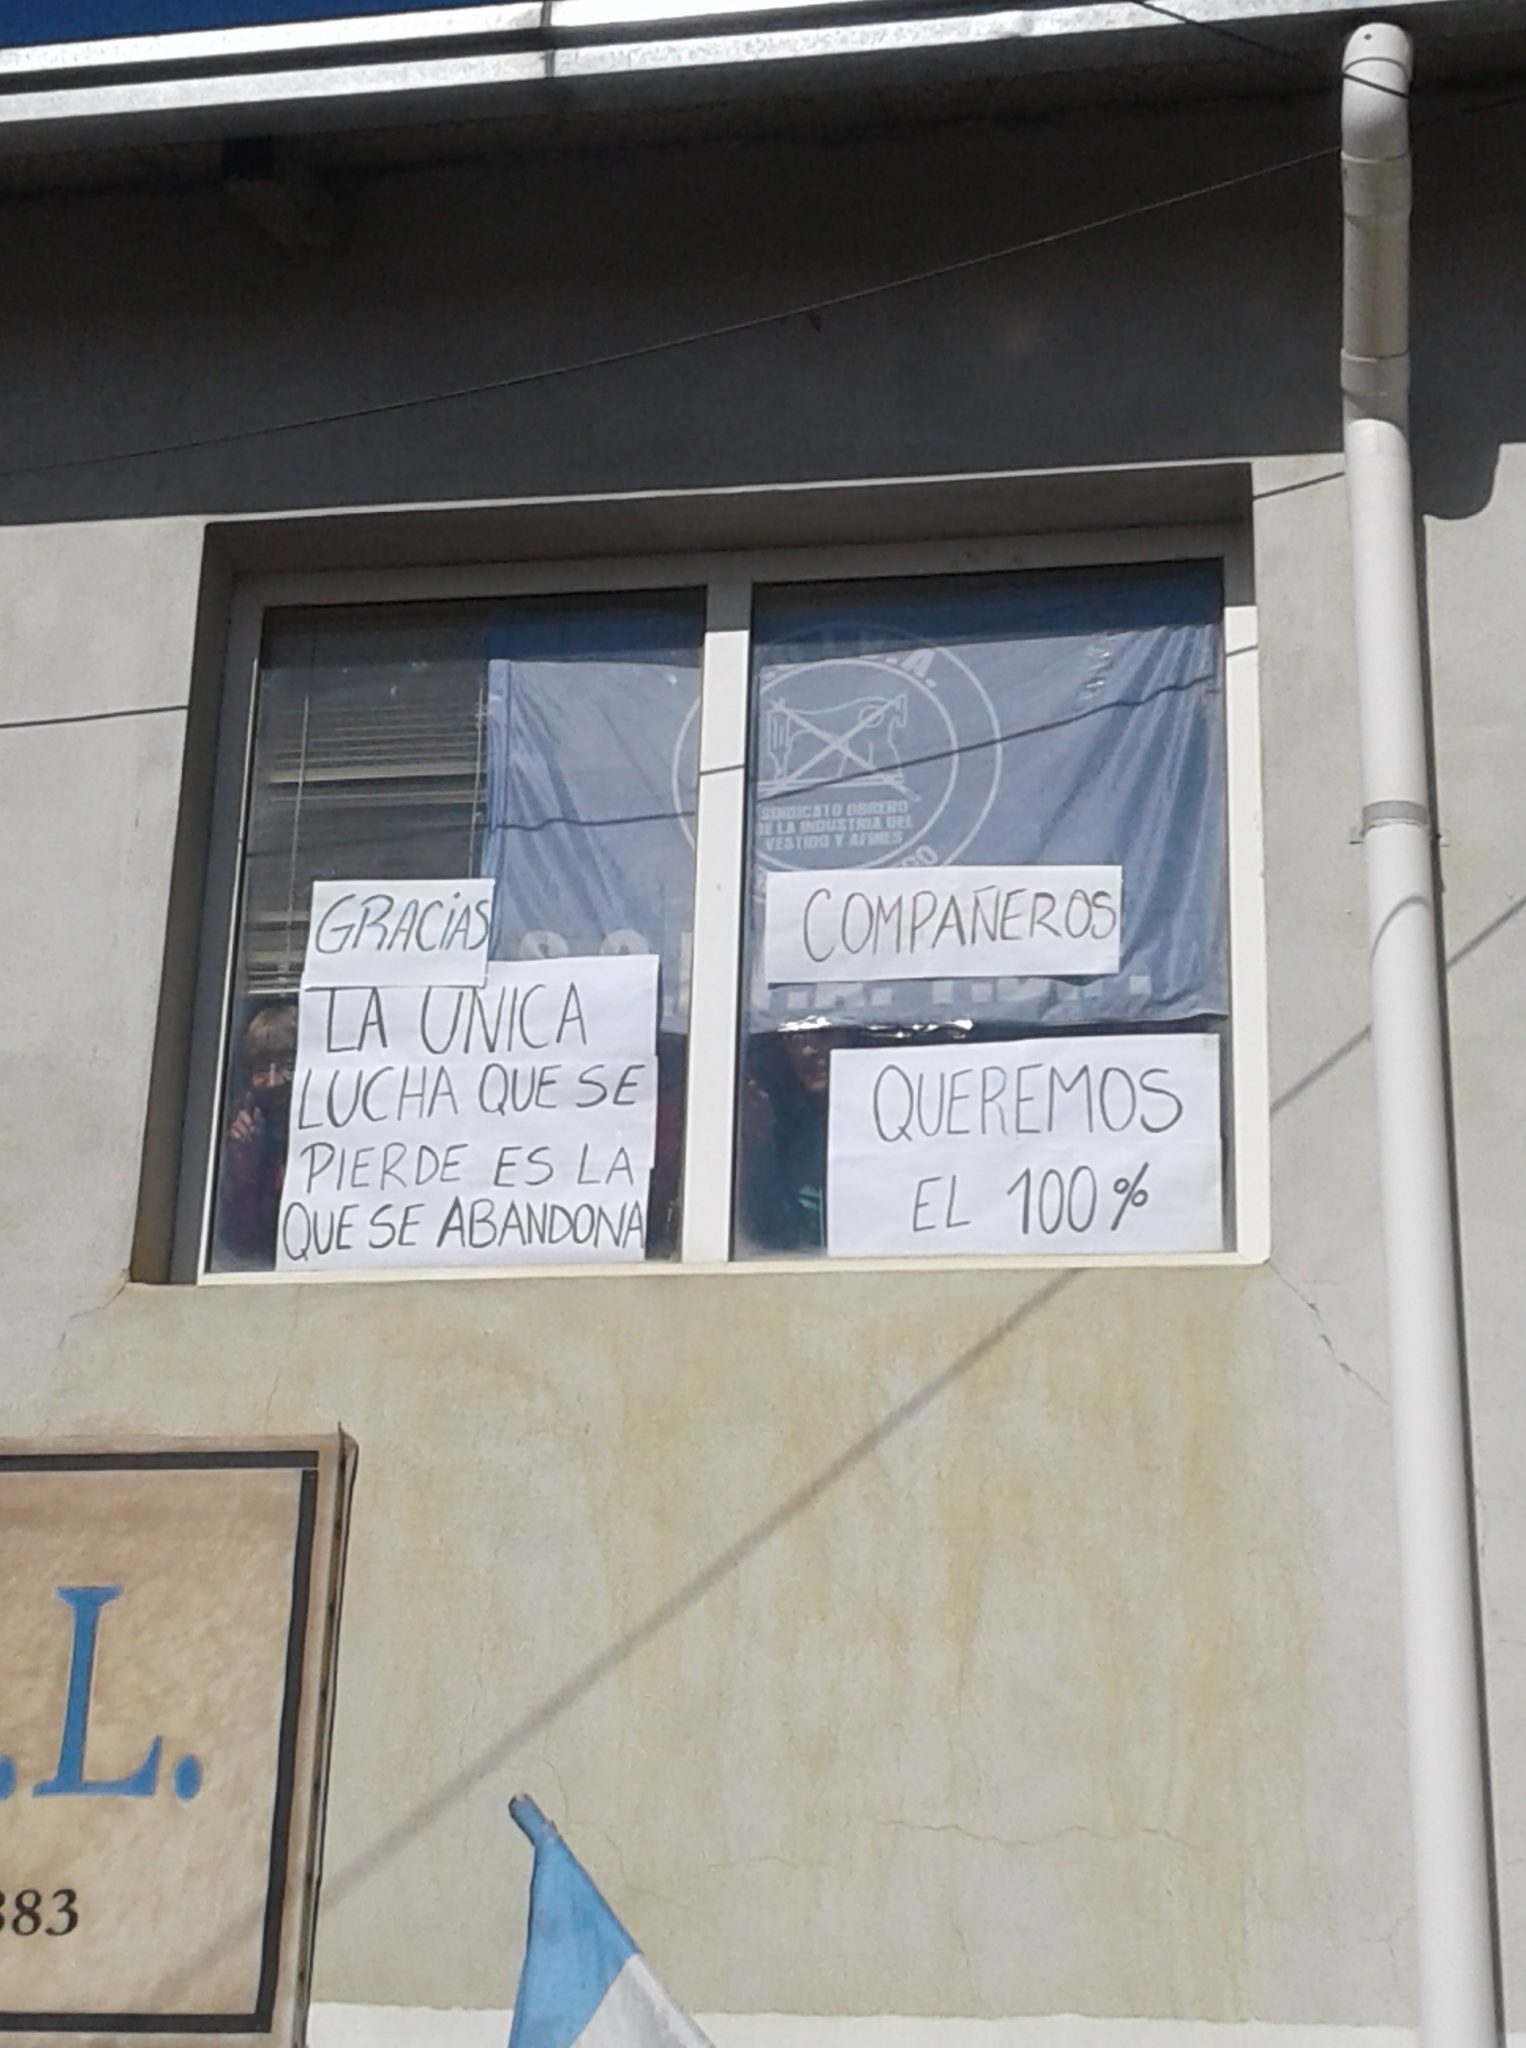 SINDICATO OBRERO
DE LA INDUSTRIA DEL
VESTIDO Y AFINES
GRACIAS
COMPAÑEROS
LA UNICA
LUCHA QUE SE
PIERDE ES LA
QUE SE ABANDONA
QUEREMOS
EL 100%
.L.
383